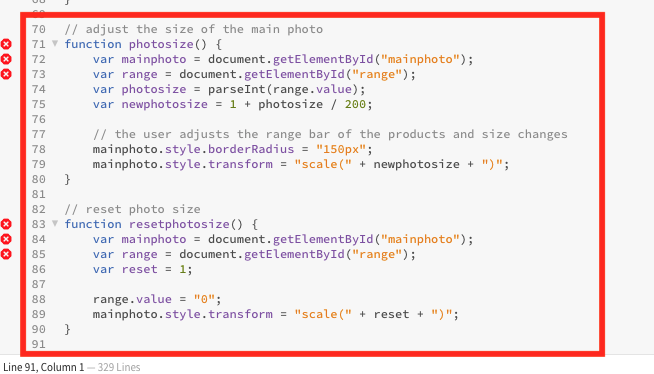 70 // adjust the size of the main photo
71 function photosize() {
72     var mainphoto = document.getElementById("mainphoto");
73     var range = document.getElementById("range");
74     var photosize = parseInt(range.value);
75     var newphotosize = 1 + photosize / 200;
76
77     // the user adjusts the range bar of the products and size changes
78     mainphoto.style.borderRadius = "150px";
79     mainphoto.style.transform = "scale(" + newphotosize + ")";
80 }
81
82 // reset photo size
83 function resetphotosize() {
84     var mainphoto = document.getElementById("mainphoto");
85     var range = document.getElementById("range");
86     var reset = 1;
87
88     range.value = "0";
89     mainphoto.style.transform = "scale(" + reset + ")";
90 }
91
Line 91, Column 1 — 329 Lines